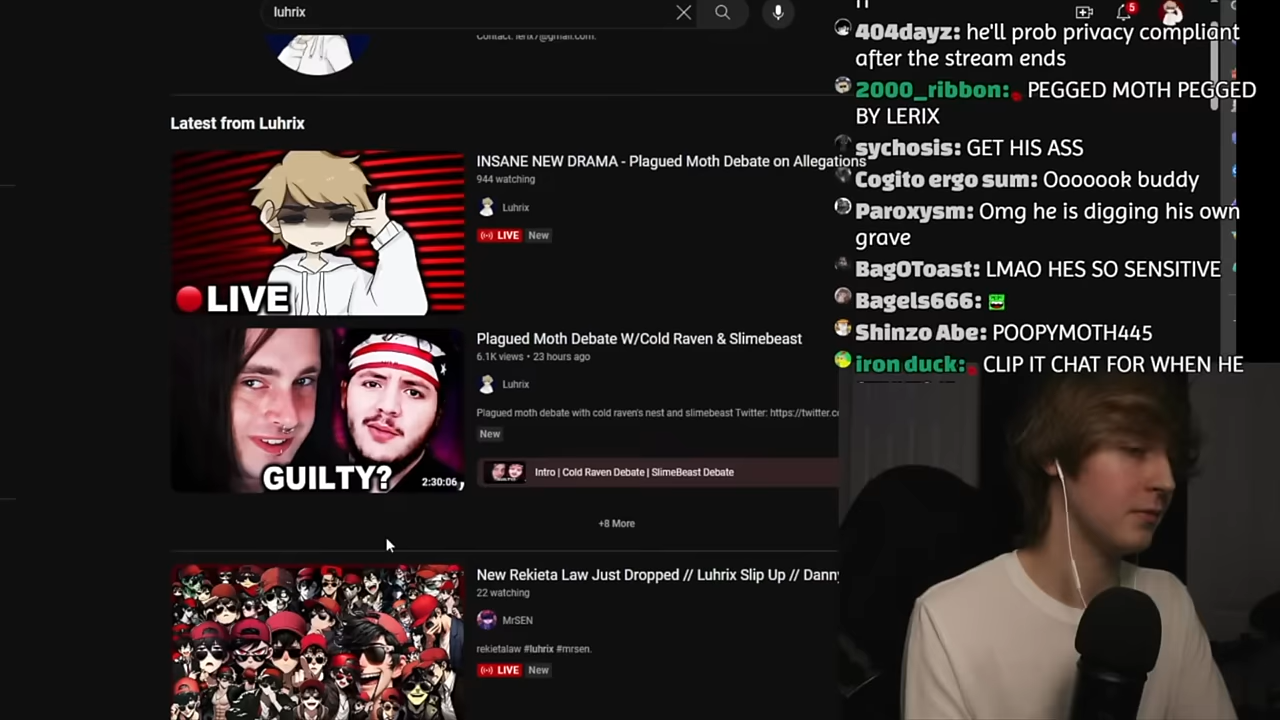 luhrix
Contact: lerix7@gmail.com.
Latest from Luhrix
INSANE NEW DRAMA - Plagued Moth Debate on Allegations
944 watching
Luhrix
LIVE New
LIVE
Plagued Moth Debate W/Cold Raven & Slimebeast
6.1K views • 23 hours ago
Luhrix
Plagued moth debate with cold raven's nest and slimebeast Twitter: https://twitter.c
New
GUILTY?
2:30:06
Intro | Cold Raven Debate | SlimeBeast Debate
+8 More
New Rekieta Law Just Dropped // Luhrix Slip Up // Danny
22 watching
MrSEN
rekietalaw #luhrix #mrsen.
LIVE New
5
404dayz: he'll prob privacy compliant
after the stream ends
2000_ribbon: PEGGED MOTH PEGGED
BY LERIX
sychosis: GET HIS ASS
Cogito ergo sum: Ooooook buddy
Paroxysm: Omg he is digging his own
grave
BagOToast: LMAO HES SO SENSITIVE
Bagels666:
Shinzo Abe: POOPYMOTH445
iron duck: CLIP IT CHAT FOR WHEN HE